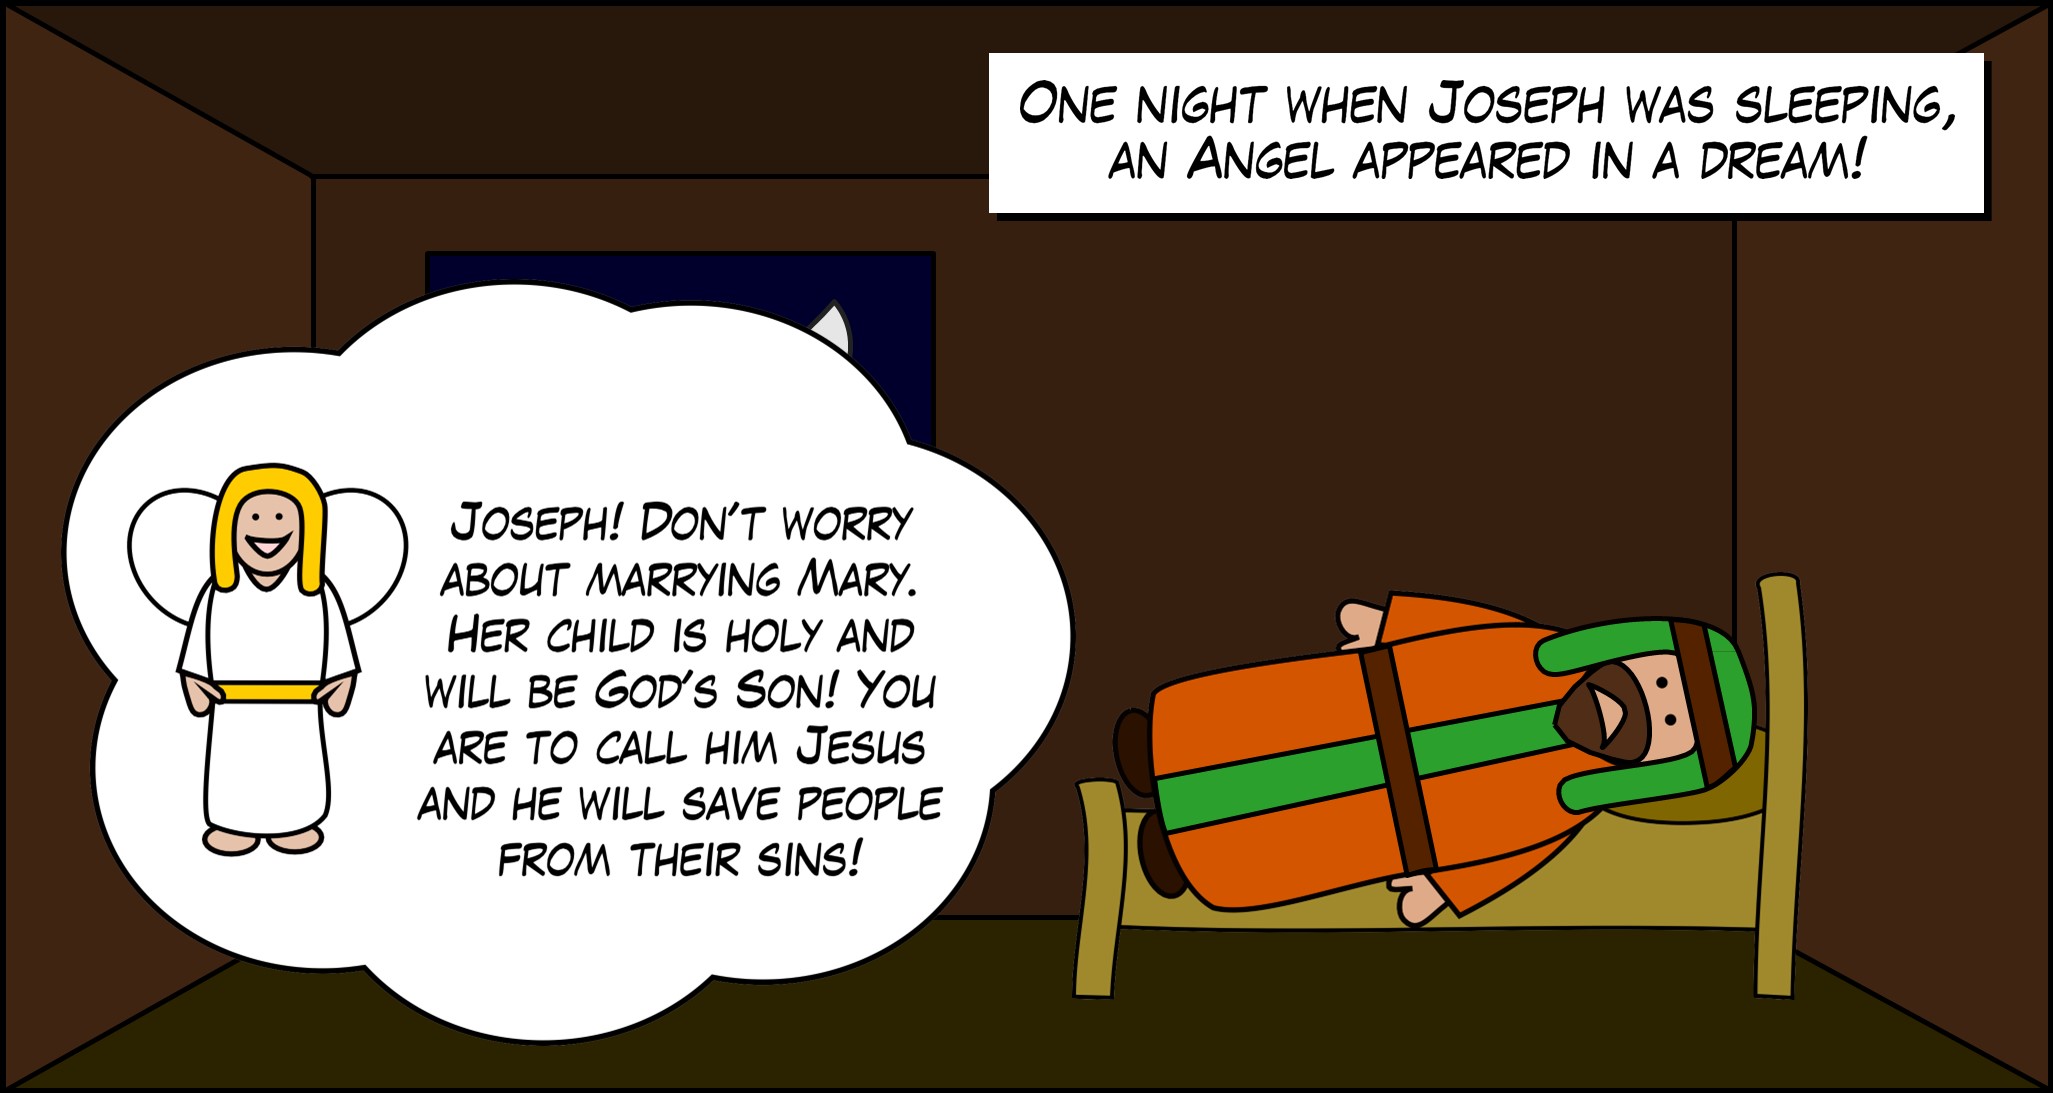 One night when Joseph was sleeping,
an Angel appeared in a dream!
Joseph! Don't worry
about marrying Mary.
Her child is holy and
will be God's Son! You
are to call him Jesus
and he will save people
from their sins!